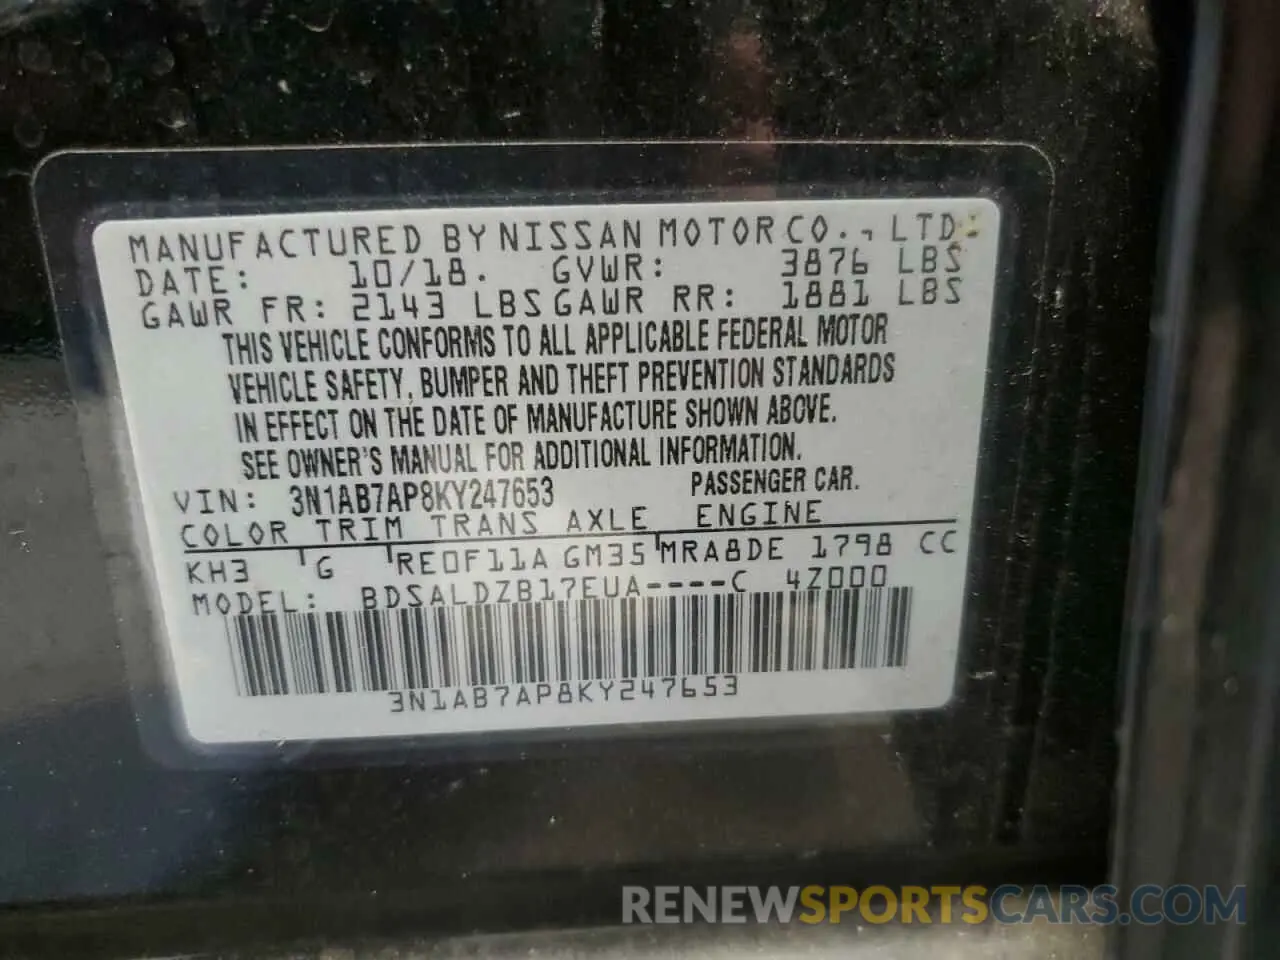 MANUFACTURED BY NISSAN MOTOR CO., LTD.
DATE: 10/18. GVWR: 3876 LBS
GAWR FR: 2143 LBS GAWR RR: 1881 LBS
THIS VEHICLE CONFORMS TO ALL APPLICABLE FEDERAL MOTOR
VEHICLE SAFETY, BUMPER AND THEFT PREVENTION STANDARDS
IN EFFECT ON THE DATE OF MANUFACTURE SHOWN ABOVE.
SEE OWNER'S MANUAL FOR ADDITIONAL INFORMATION.
VIN: 3N1AB7AP8KY247653 PASSENGER CAR.
COLOR TRIM TRANS AXLE ENGINE
KH3 G RE0F11A GM35 MRA8DE 1798 CC
MODEL: BDSALDZB17EUA----C 4Z000
3N1AB7AP8KY247653
RENEWSPORTSCARS.COM